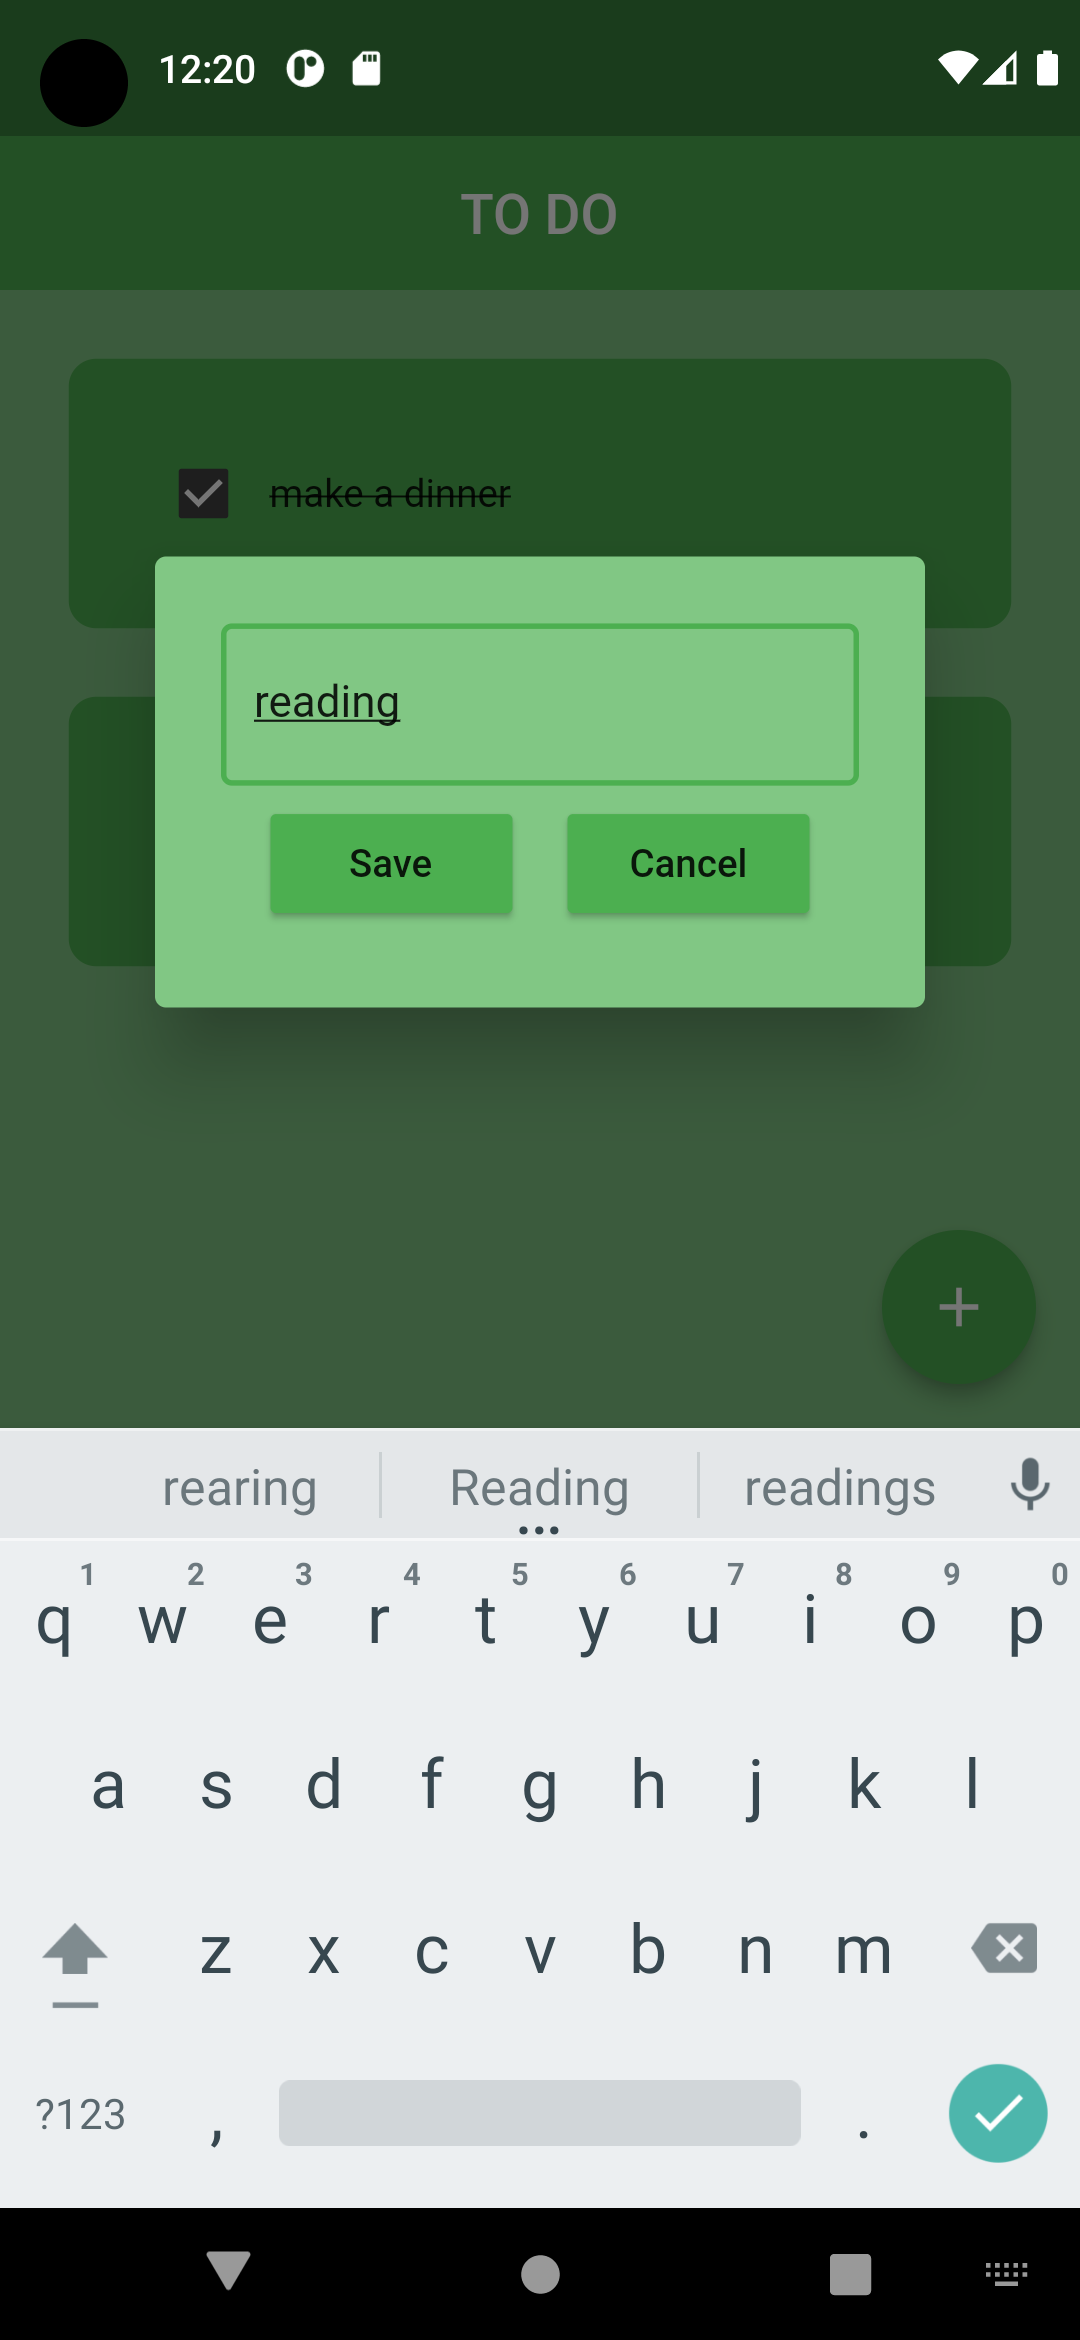 12:20
TO DO
make a dinner
reading
Save Cancel
rearing Reading readings
1 2 3 4 5 6 7 8 9 0
q w e r t y u i o p
a s d f g h j k l
z x c v b n m
?123 , .